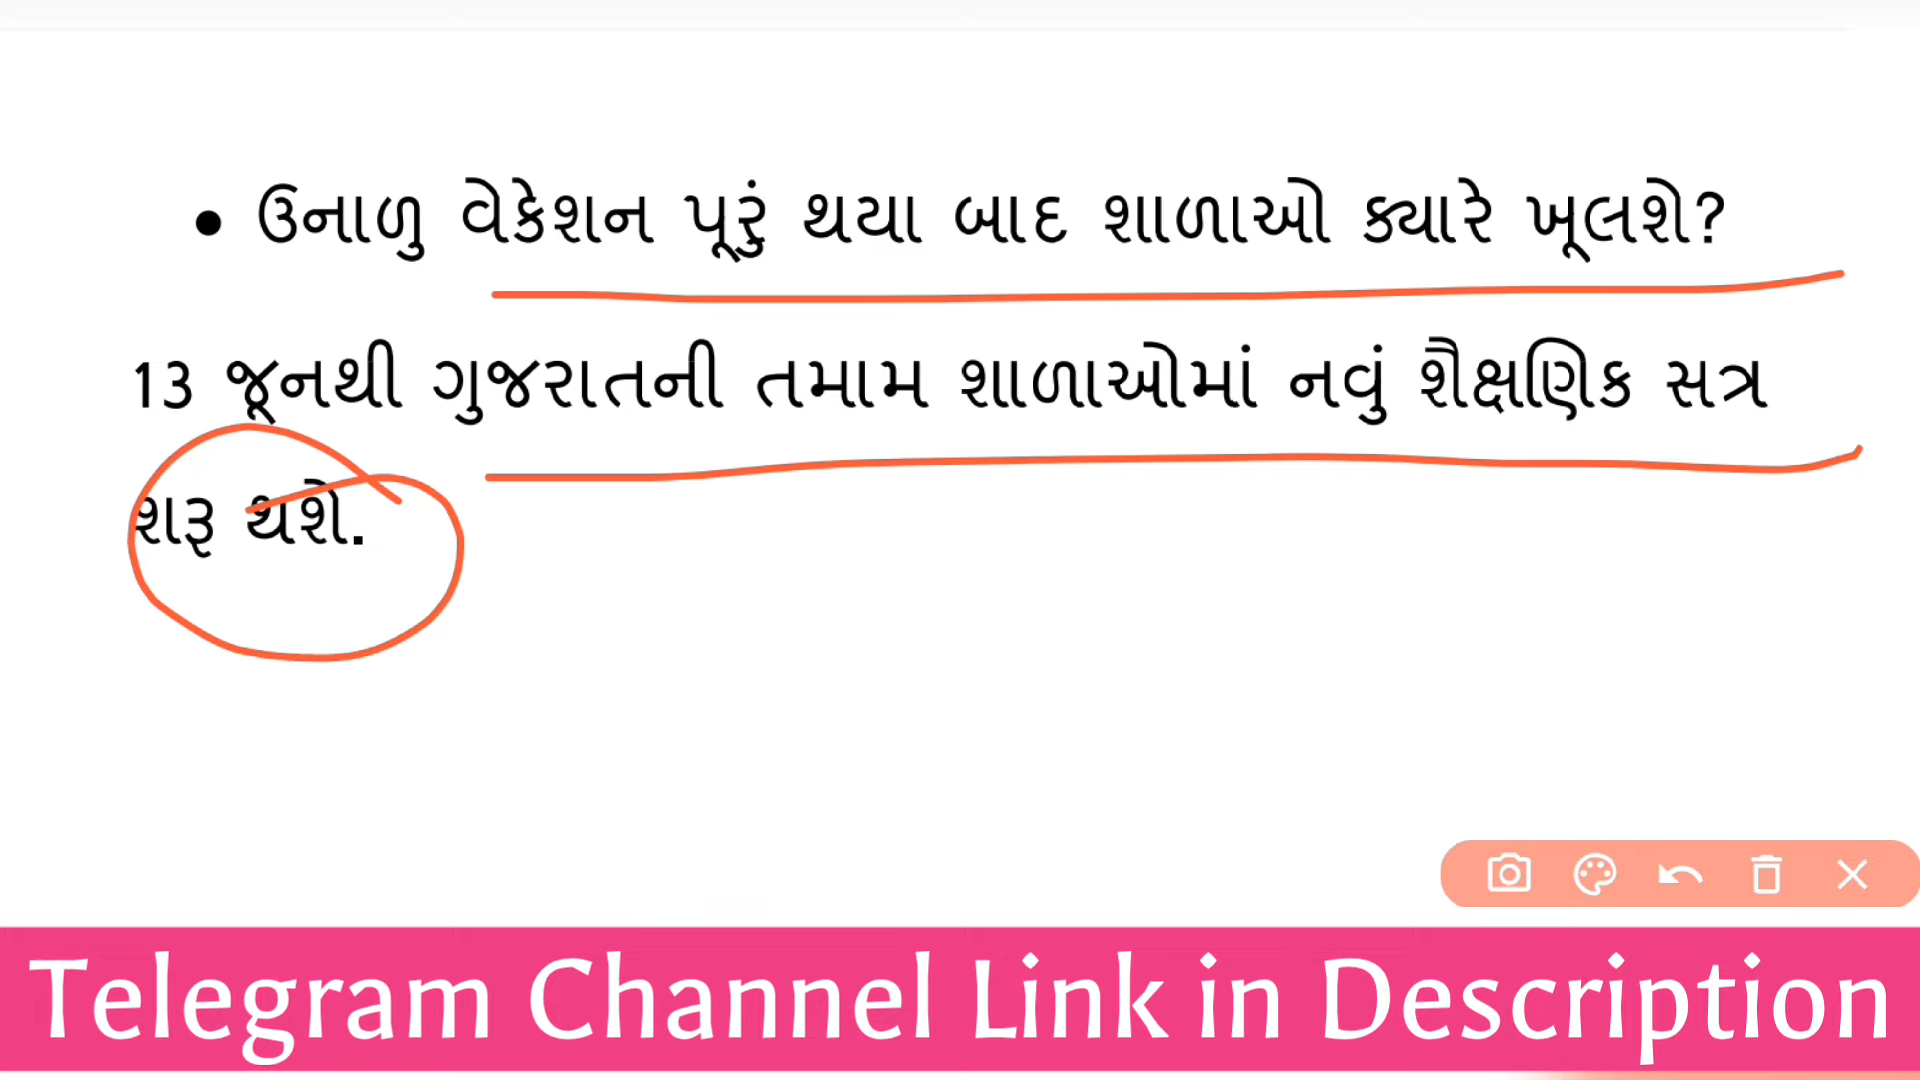 • ઉનાળુ વેકેશન પૂરું થયા બાદ શાળાઓ ક્યારે ખૂલશે?
13 જૂનથી ગુજરાતની તમામ શાળાઓમાં નવું શૈક્ષણિક સત્ર
શરૂ થશે.
Telegram Channel Link in Description